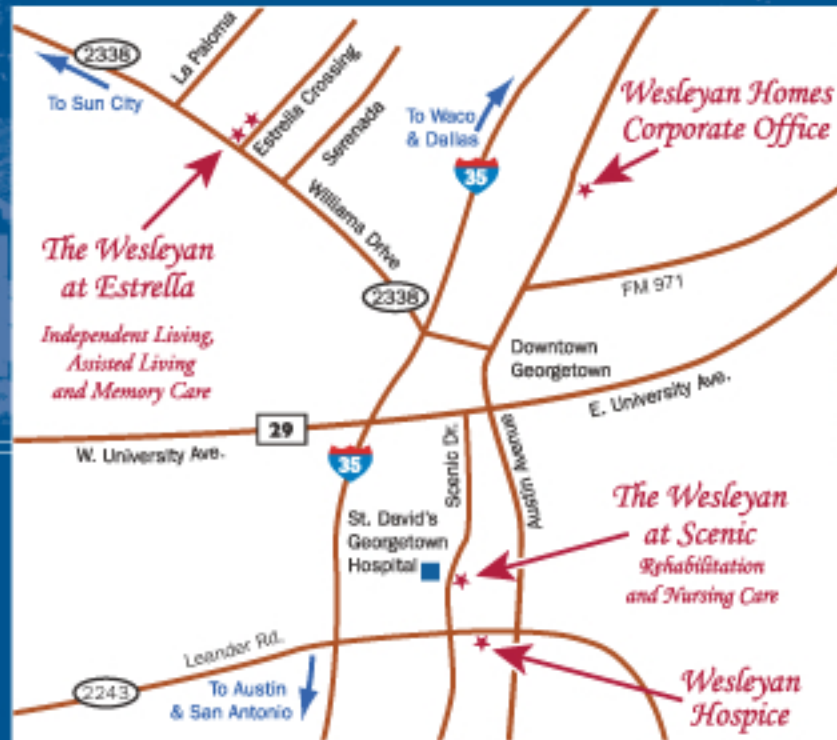 2338
La Paloma
To Sun City
Estrella Crossing
Serenada
To Waco
& Dallas
35
Wesleyan Homes
Corporate Office
The Wesleyan
at Estrella
Independent Living,
Assisted Living
and Memory Care
Williams Drive
2338
FM 971
Downtown
Georgetown
E. University Ave.
29
W. University Ave.
35
Scenic Dr.
Austin Avenue
St. David's
Georgetown
Hospital
The Wesleyan
at Scenic
Rehabilitation
and Nursing Care
Leander Rd.
2243
To Austin
& San Antonio
Wesleyan
Hospice